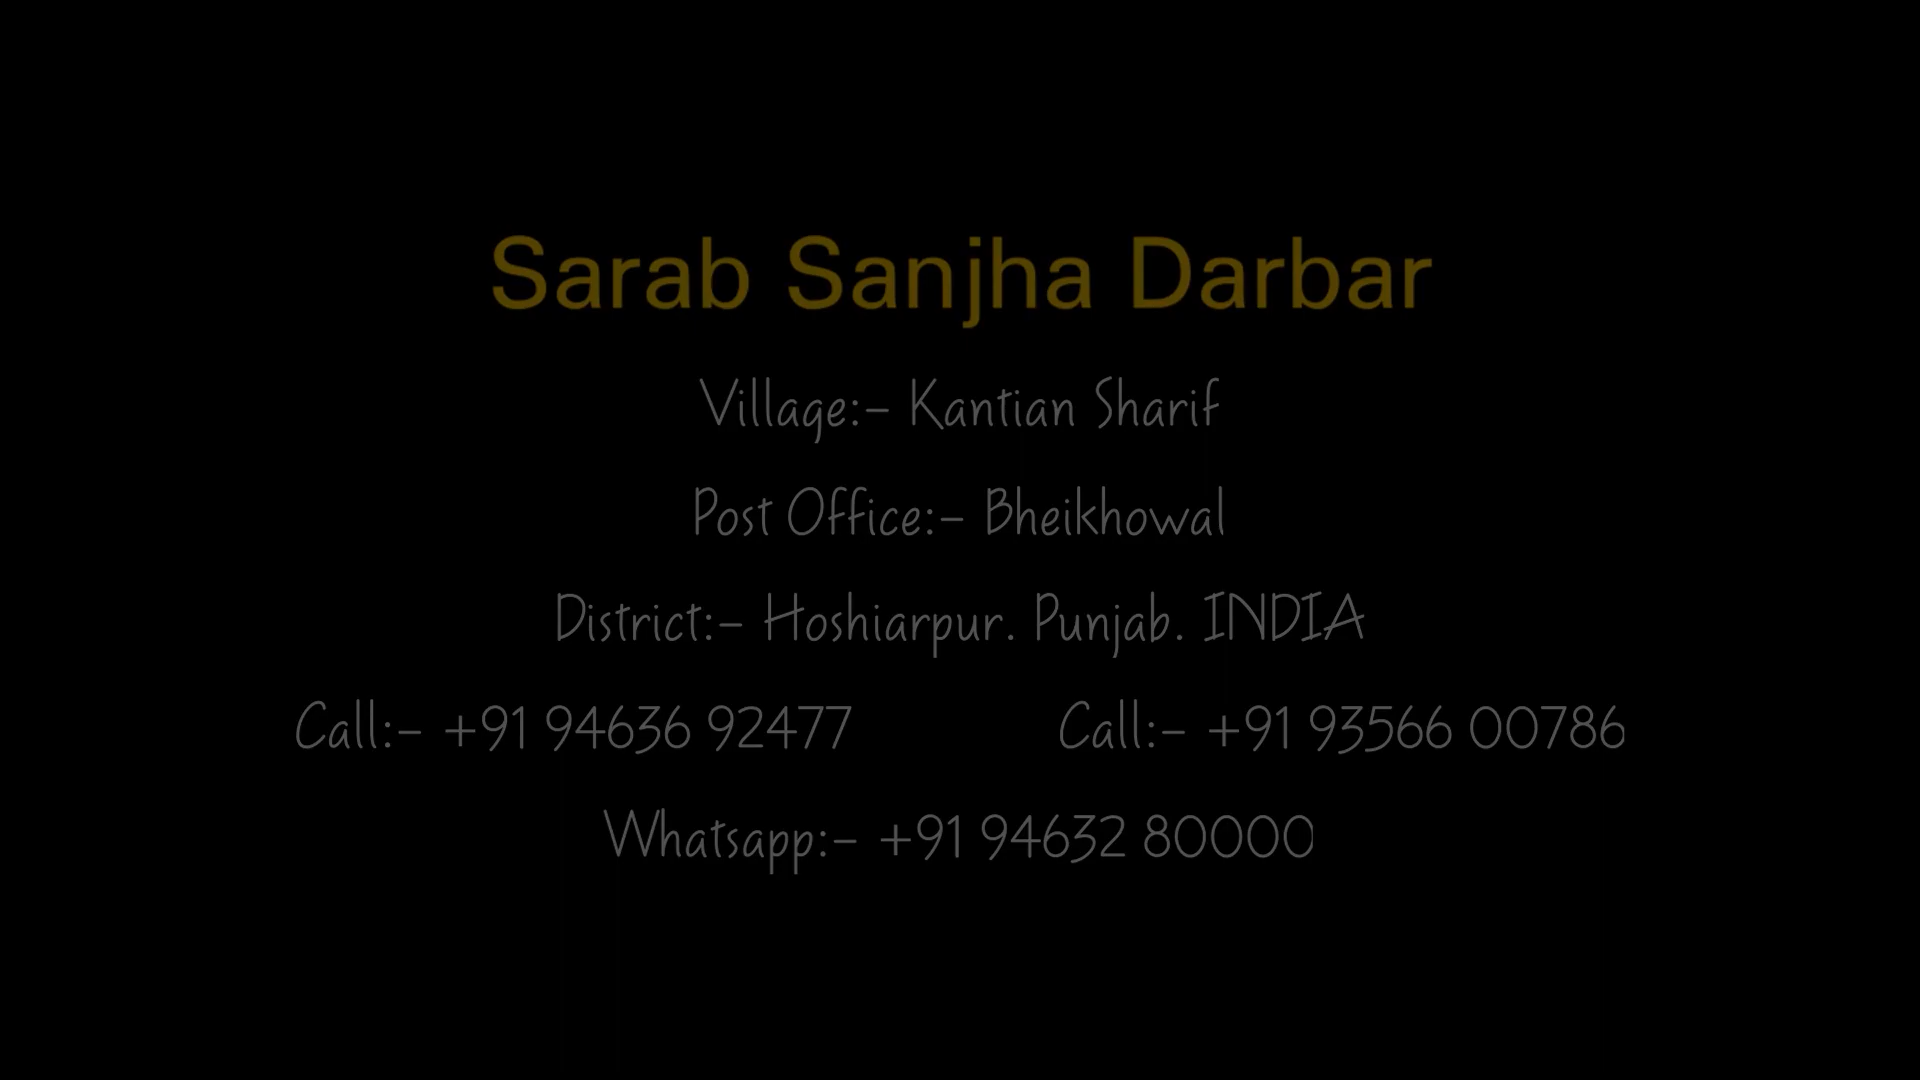 Sarab Sanjha Darbar
Village:- Kantian Sharif
Post Office:- Bheikhowal
District:- Hoshiarpur. Punjab. INDIA
Call:- +91 94636 92477 Call:- +91 93566 00786
Whatsapp:- +91 94632 80000